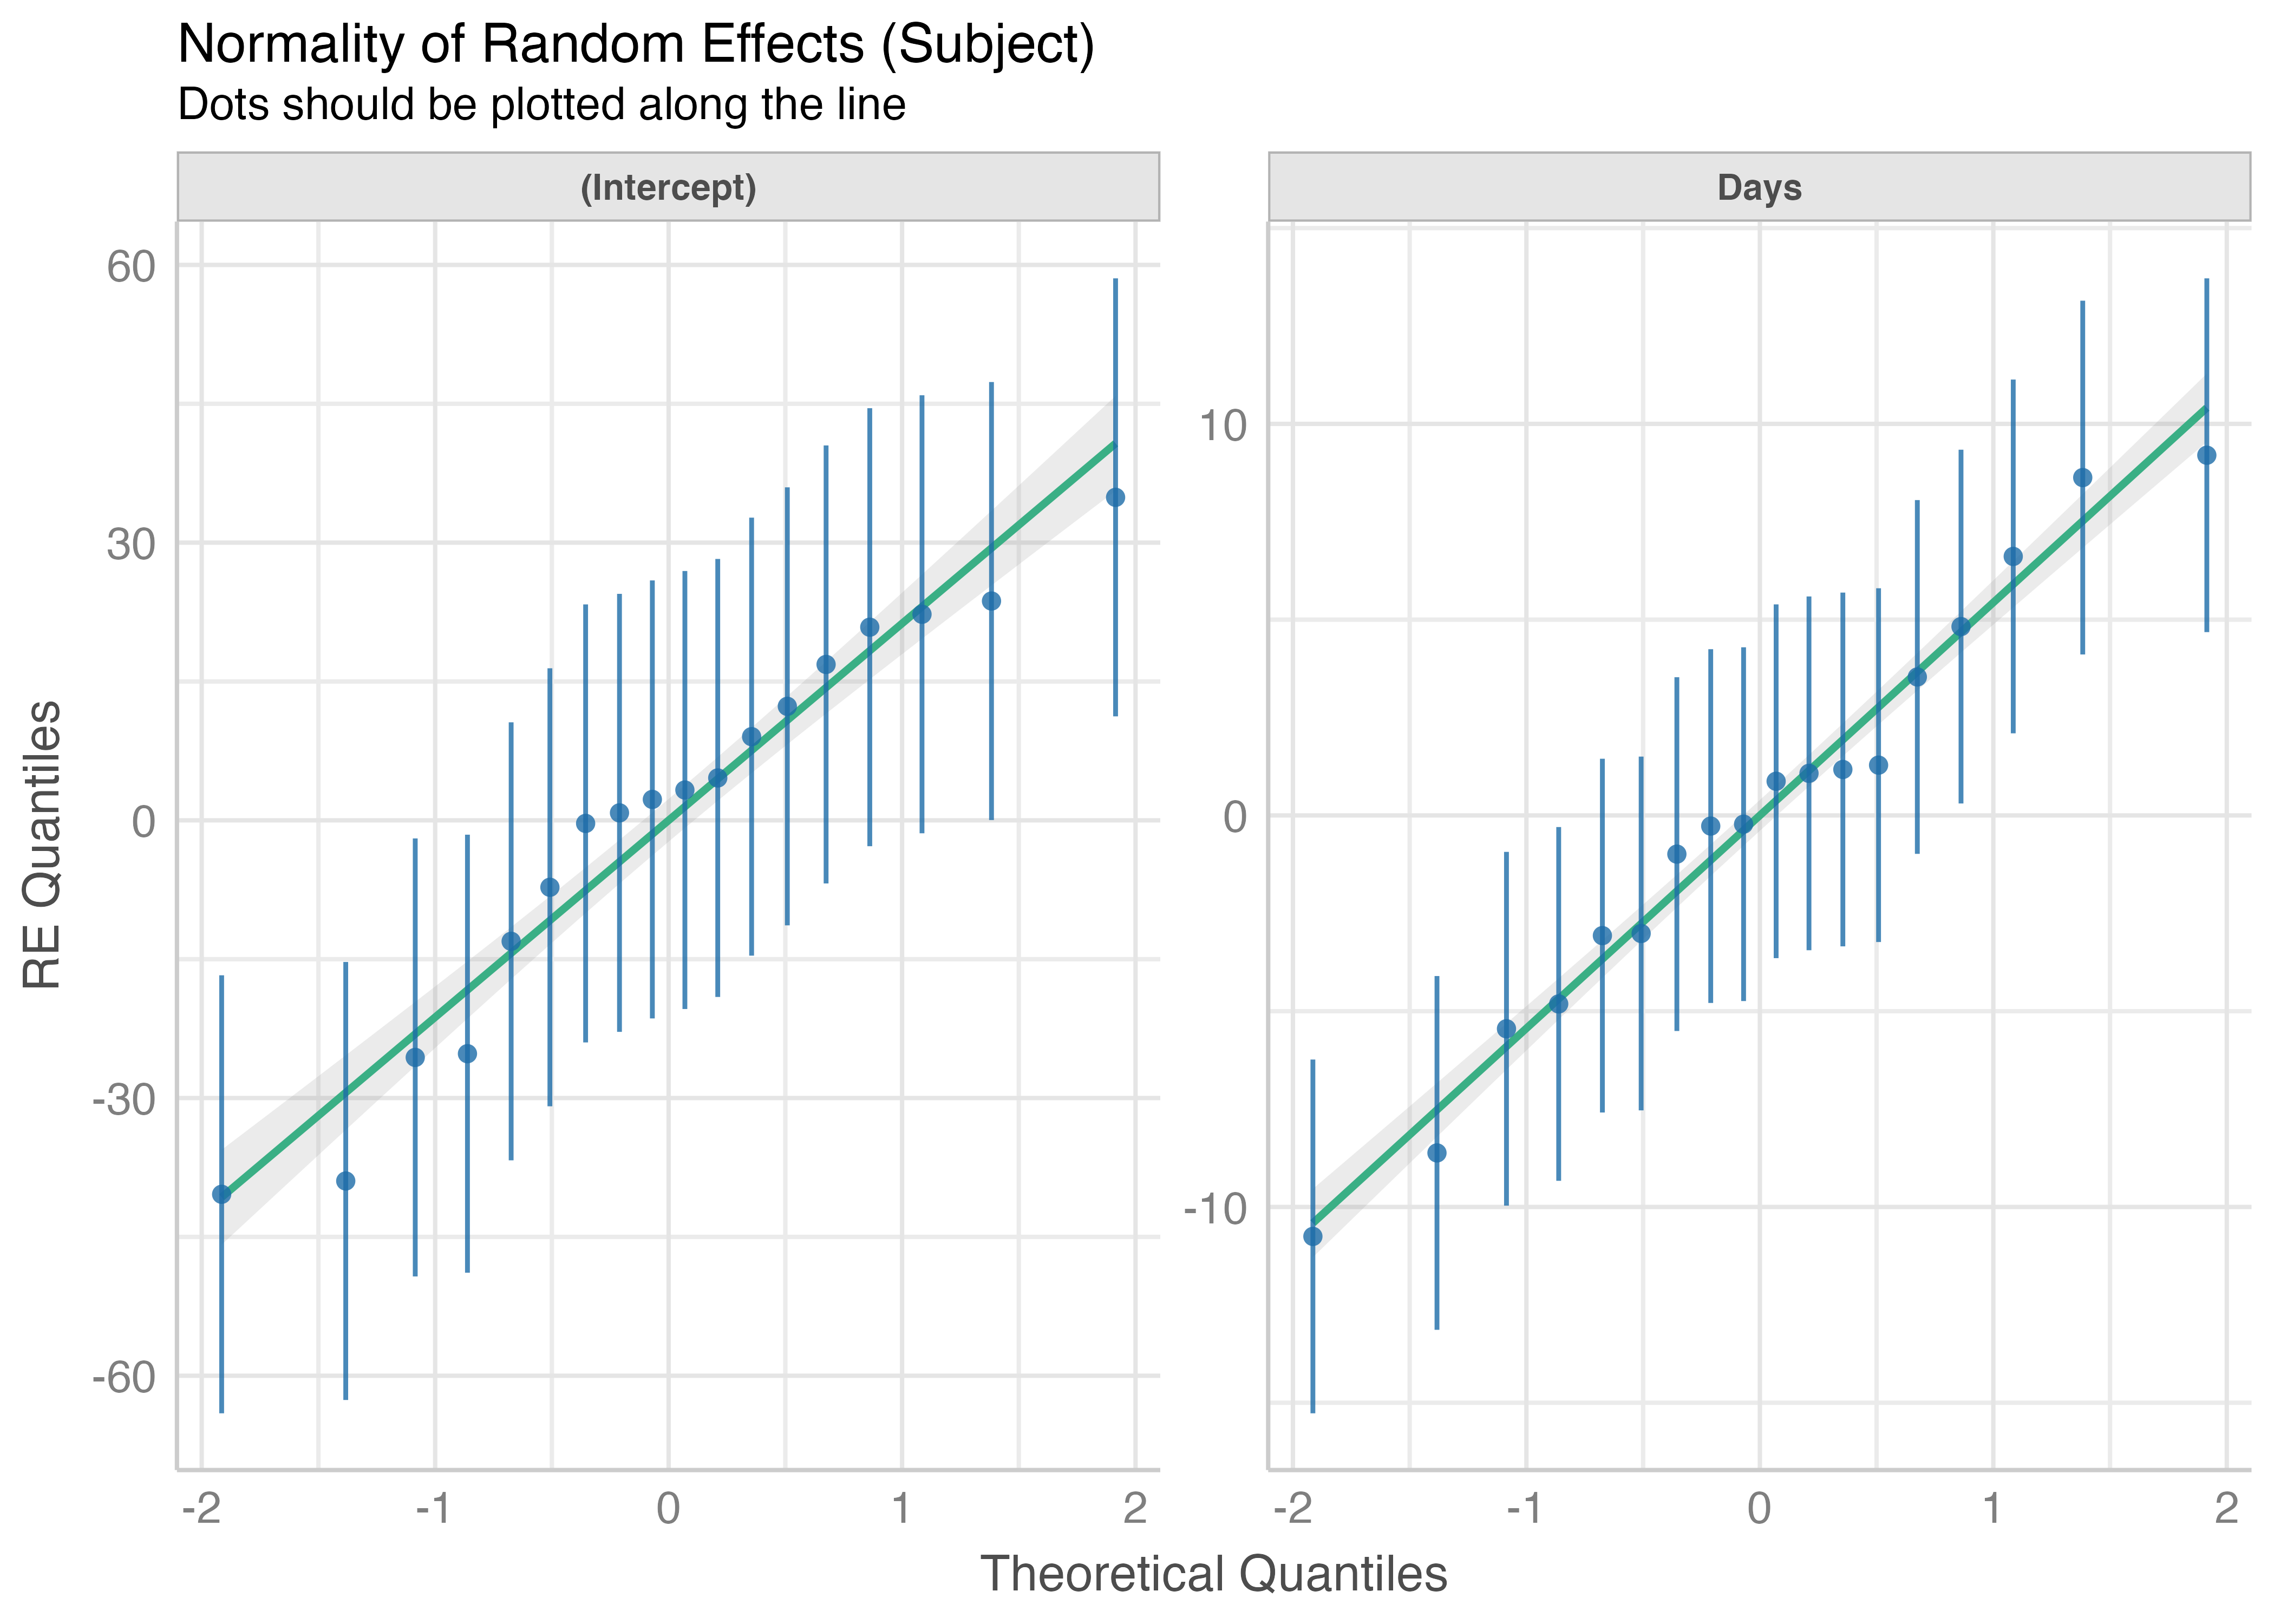 Normality of Random Effects (Subject)
Dots should be plotted along the line
(Intercept)
Days
60
30
0
-30
-60
10
0
-10
RE Quantiles
-2 -1 0 1 2
-2 -1 0 1 2
Theoretical Quantiles